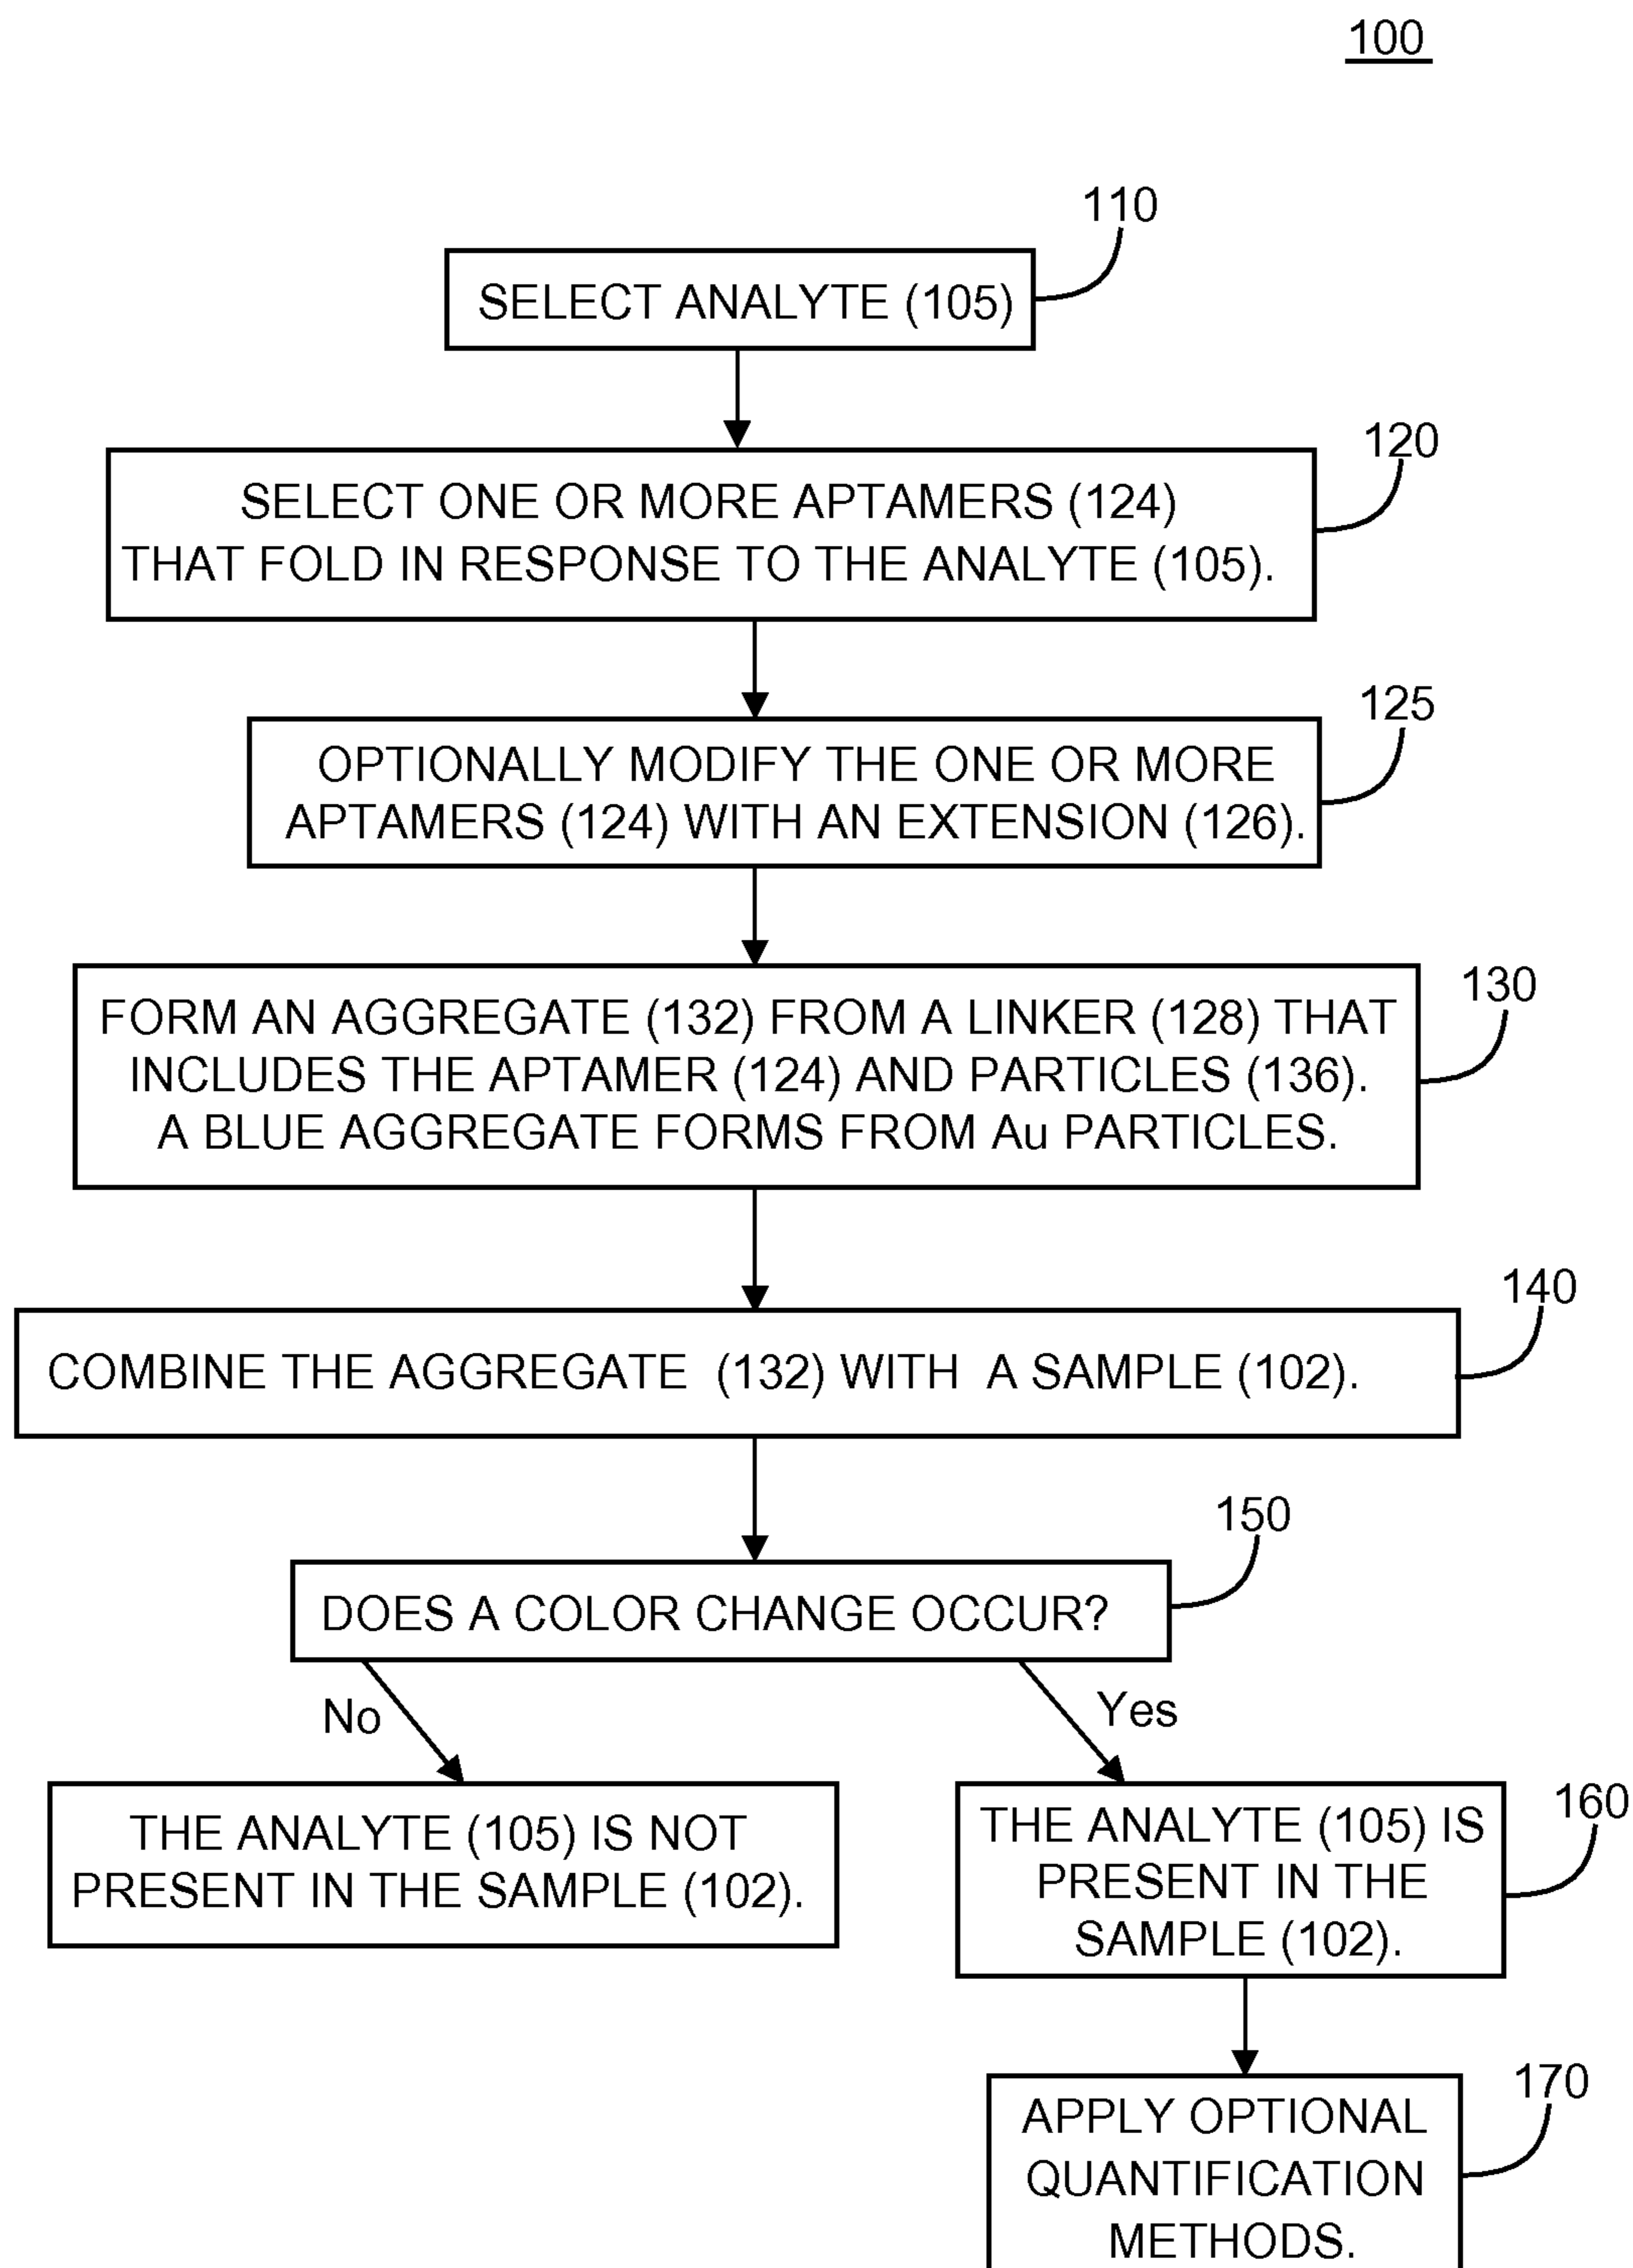 100
110
SELECT ANALYTE (105)
120
SELECT ONE OR MORE APTAMERS (124)
THAT FOLD IN RESPONSE TO THE ANALYTE (105).
125
OPTIONALLY MODIFY THE ONE OR MORE
APTAMERS (124) WITH AN EXTENSION (126).
130
FORM AN AGGREGATE (132) FROM A LINKER (128) THAT
INCLUDES THE APTAMER (124) AND PARTICLES (136).
A BLUE AGGREGATE FORMS FROM Au PARTICLES.
140
COMBINE THE AGGREGATE (132) WITH A SAMPLE (102).
150
DOES A COLOR CHANGE OCCUR?
No
Yes
THE ANALYTE (105) IS NOT
PRESENT IN THE SAMPLE (102).
160
THE ANALYTE (105) IS
PRESENT IN THE
SAMPLE (102).
170
APPLY OPTIONAL
QUANTIFICATION
METHODS.